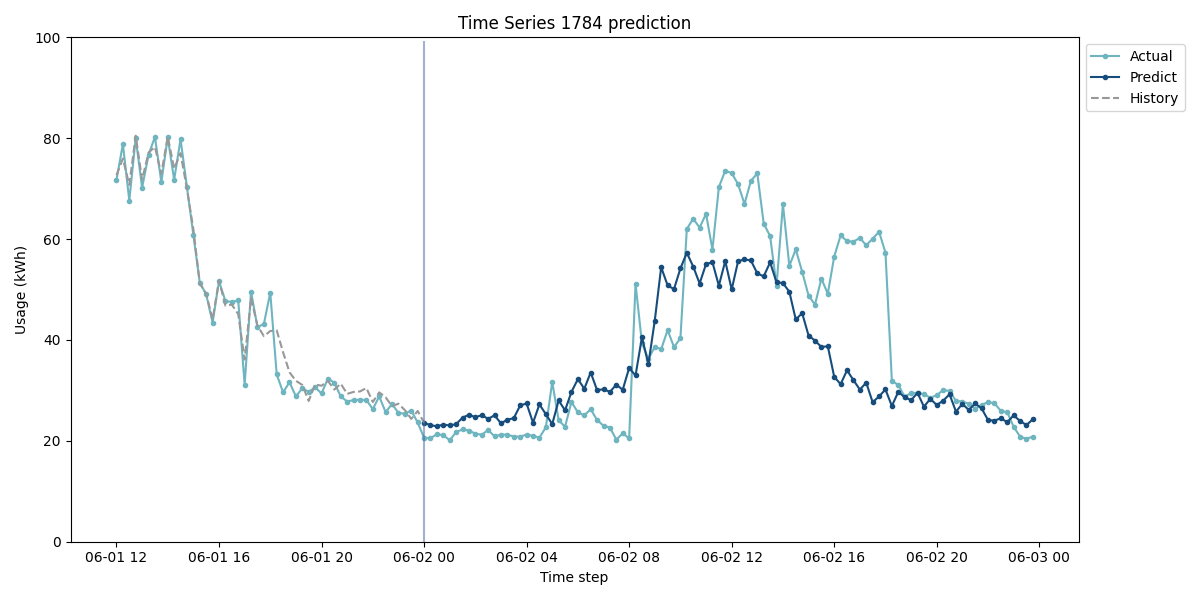 Time Series 1784 prediction
100
80
60
40
20
0
Usage (kWh)
06-01 12 06-01 16 06-01 20 06-02 00 06-02 04 06-02 08 06-02 12 06-02 16 06-02 20 06-03 00
Time step
Actual
Predict
History